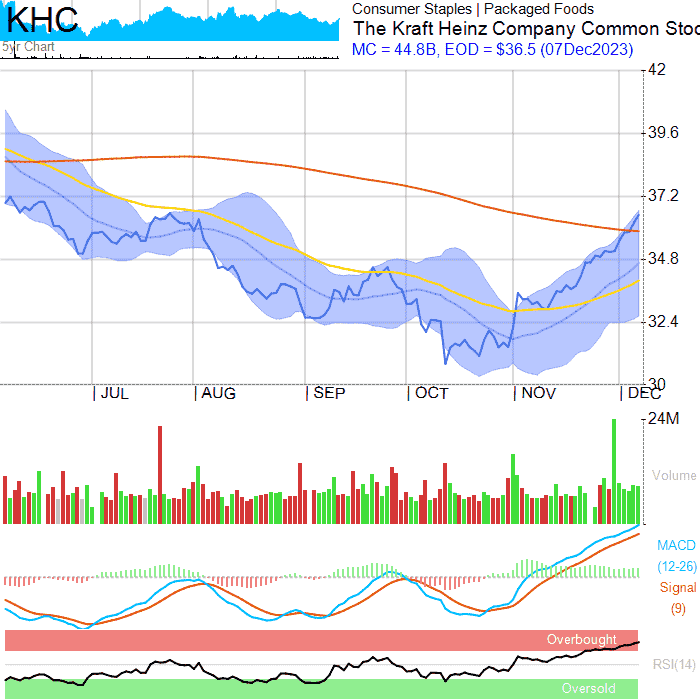 KHC
5yr Chart
Consumer Staples | Packaged Foods
The Kraft Heinz Company Common Stoc
MC = 44.8B, EOD = $36.5 (07Dec2023)
42
39.6
37.2
34.8
32.4
30
JUL AUG SEP OCT NOV DEC
24M
Volume
MACD
(12-26)
Signal
(9)
Overbought
RSI(14)
Oversold